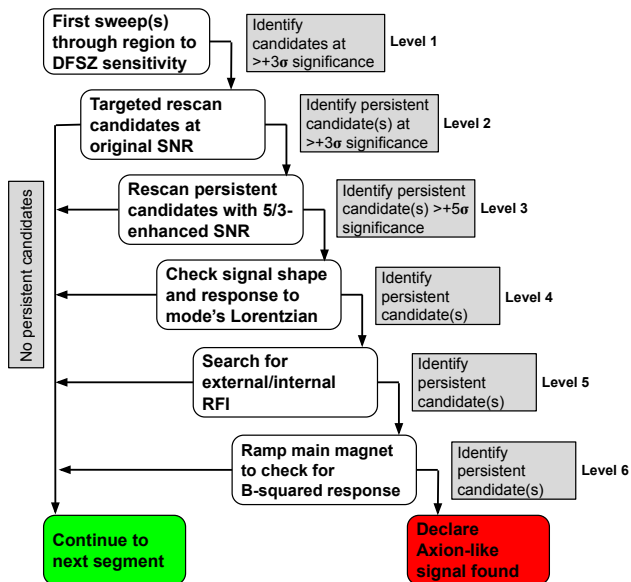 First sweep(s)
through region to
DFSZ sensitivity
Identify
candidates at
>+3σ significance
Level 1
Targeted rescan
candidates at
original SNR
Identify persistent
candidate(s) at
>+3σ significance
Level 2
No persistent candidates
Rescan persistent
candidates with 5/3-
enhanced SNR
Identify persistent
candidate(s) >+5σ
significance
Level 3
Check signal shape
and response to
mode's Lorentzian
Identify
persistent
candidate(s)
Level 4
Search for
external/internal
RFI
Identify
persistent
candidate(s)
Level 5
Ramp main magnet
to check for
B-squared response
Identify
persistent
candidate(s)
Level 6
Continue to
next segment
Declare
Axion-like
signal found